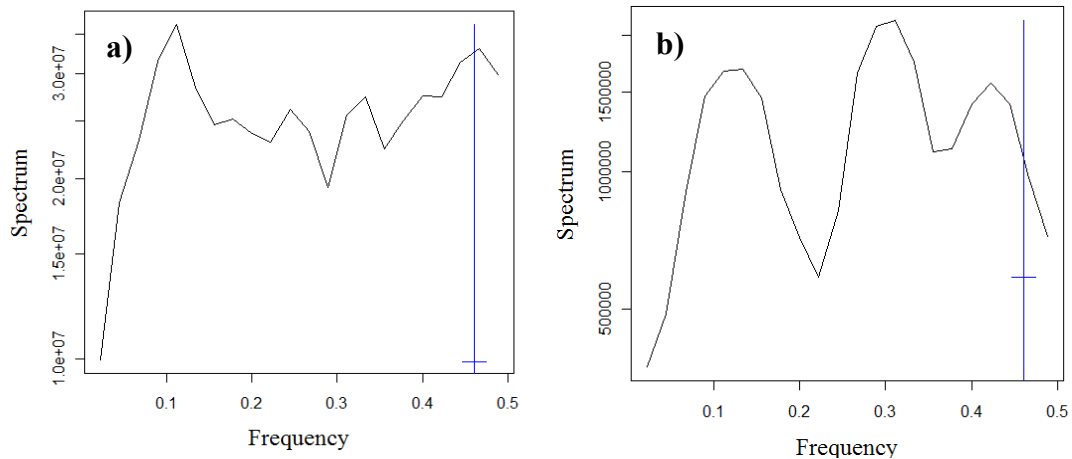 a)
Spectrum
3.0e+07
2.0e+07
1.5e+07
1.0e+07
0.1 0.2 0.3 0.4 0.5
Frequency
b)
Spectrum
1500000
1000000
500000
0.1 0.2 0.3 0.4 0.5
Frequency